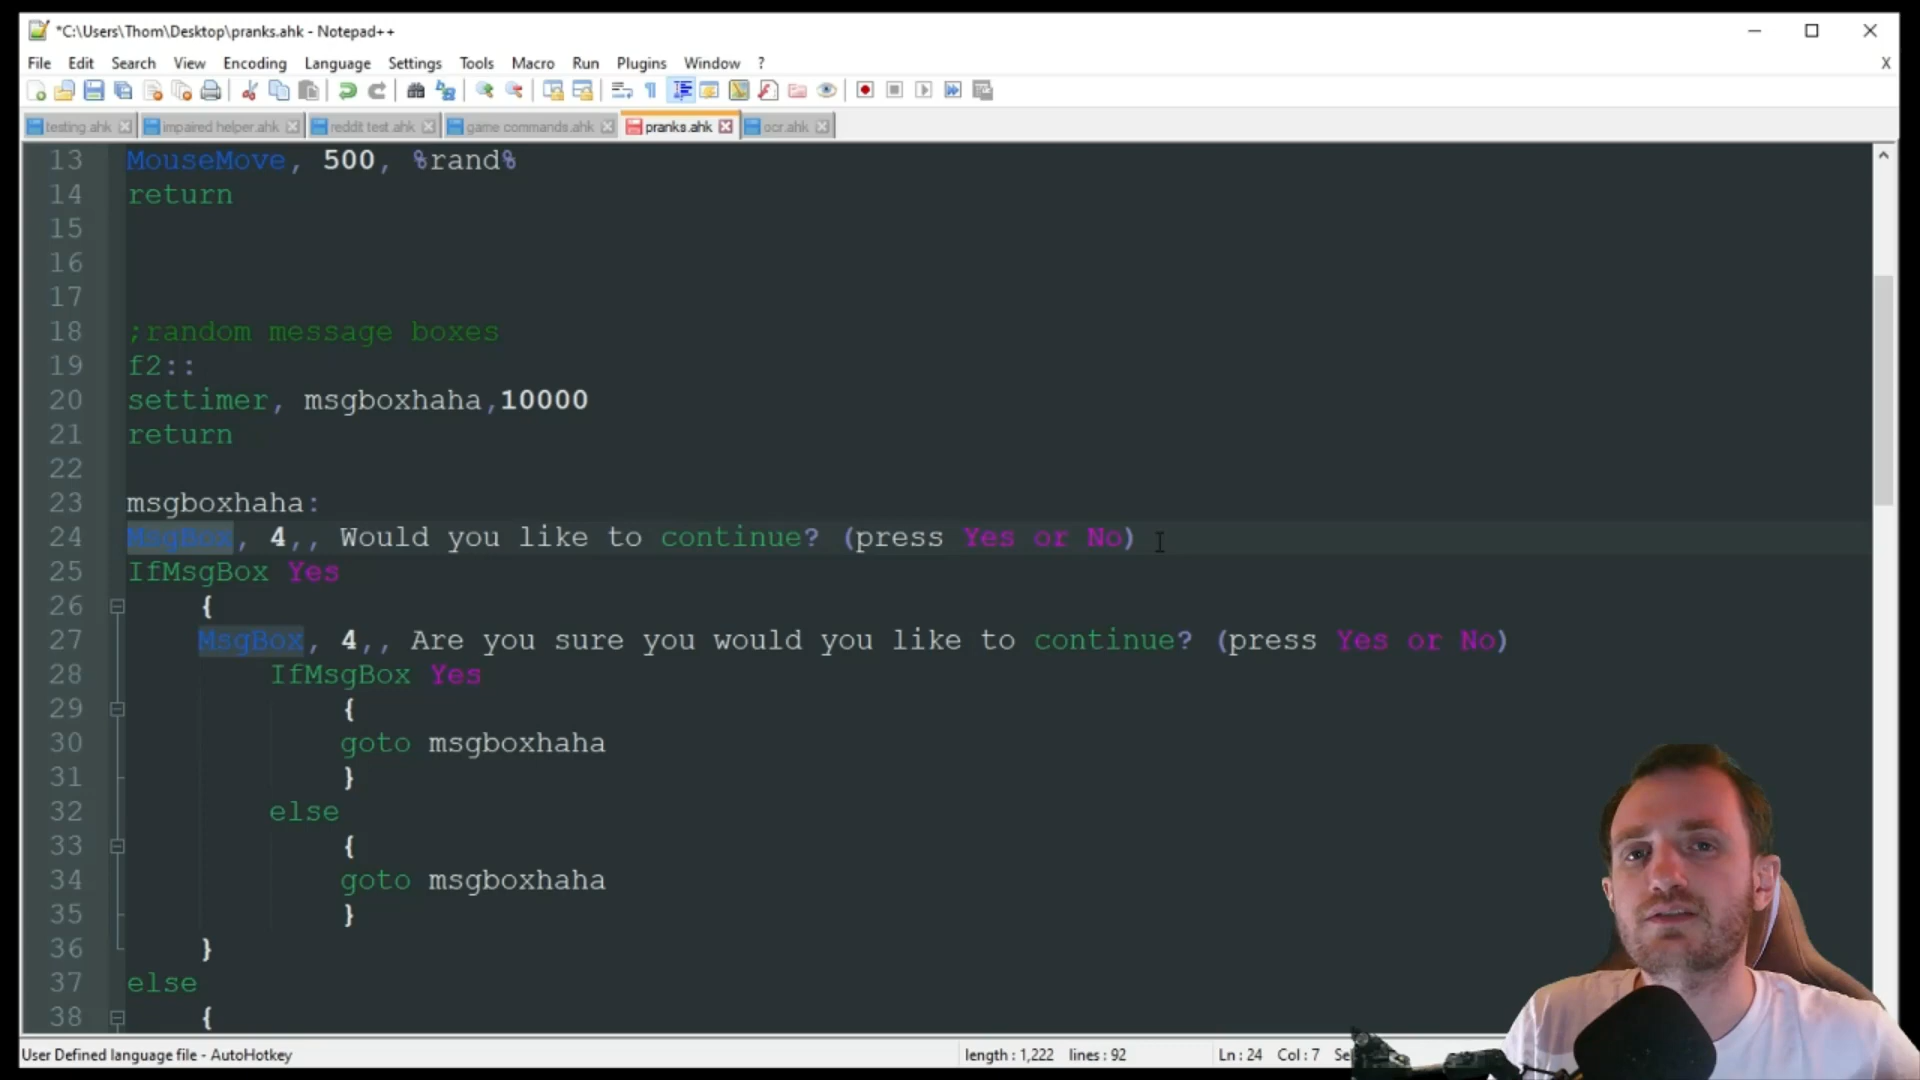 *C:\Users\Thom\Desktop\pranks.ahk - Notepad++
File Edit Search View Encoding Language Settings Tools Macro Run Plugins Window ? X
testing.ahk impaired helper.ahk reddit test.ahk game commands.ahk pranks.ahk ocr.ahk
13 MouseMove, 500, %rand%
14 return
15
16
17
18 ;random message boxes
19 f2::
20 settimer, msgboxhaha,10000
21 return
22
23 msgboxhaha:
24 MsgBox, 4,, Would you like to continue? (press Yes or No)
25 IfMsgBox Yes
26 {
27 MsgBox, 4,, Are you sure you would you like to continue? (press Yes or No)
28 IfMsgBox Yes
29 {
30 goto msgboxhaha
31 }
32 else
33 {
34 goto msgboxhaha
35 }
36 }
37 else
38 {
User Defined language file - AutoHotkey length : 1,222 lines : 92 Ln : 24 Col : 7 Se